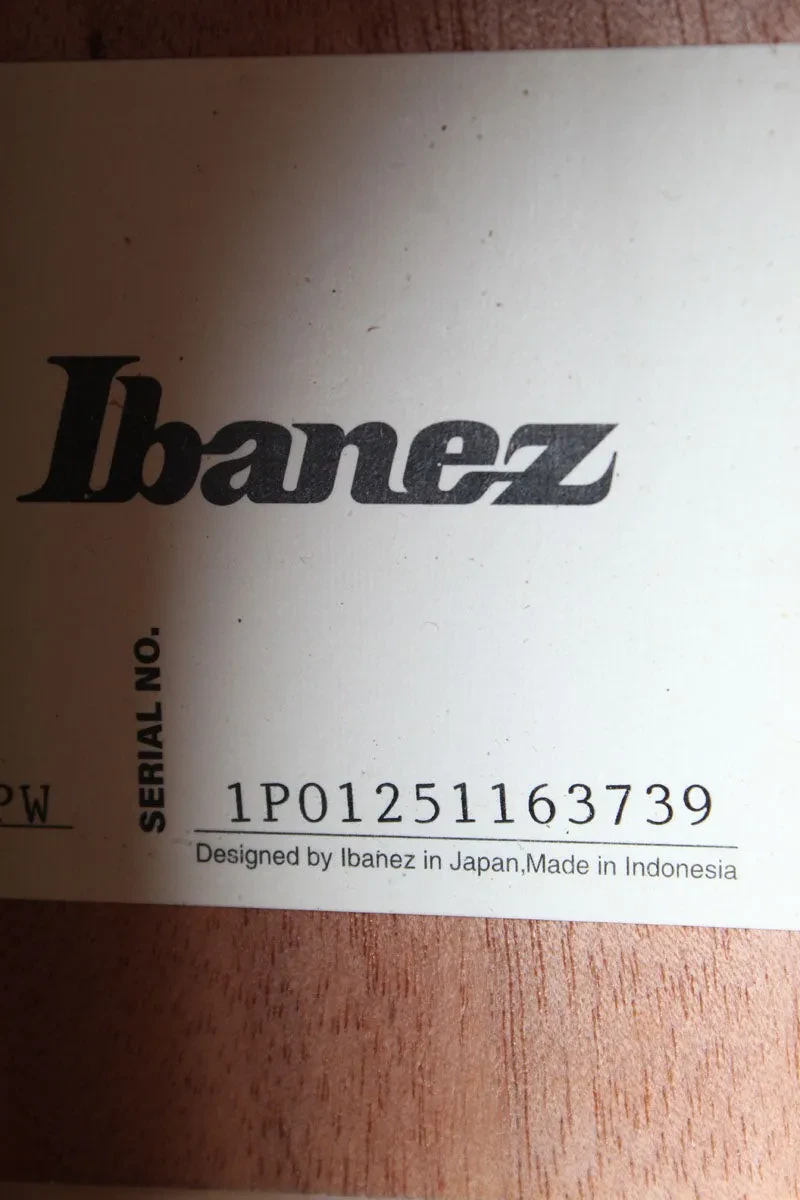 Ibanez
PW
SERIAL NO.
1P01251163739
Designed by Ibanez in Japan,Made in Indonesia